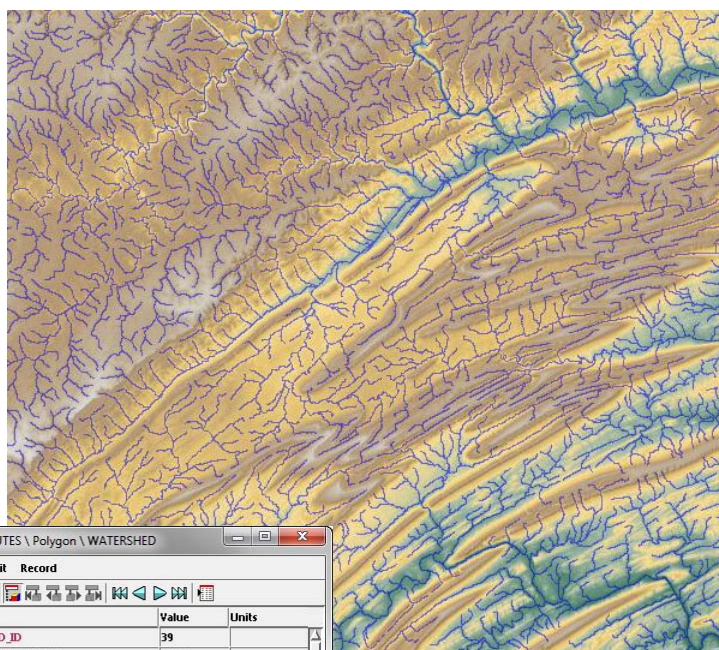 UTES \ Polygon \ WATERSHED
it Record
Value Units
D_ID 39